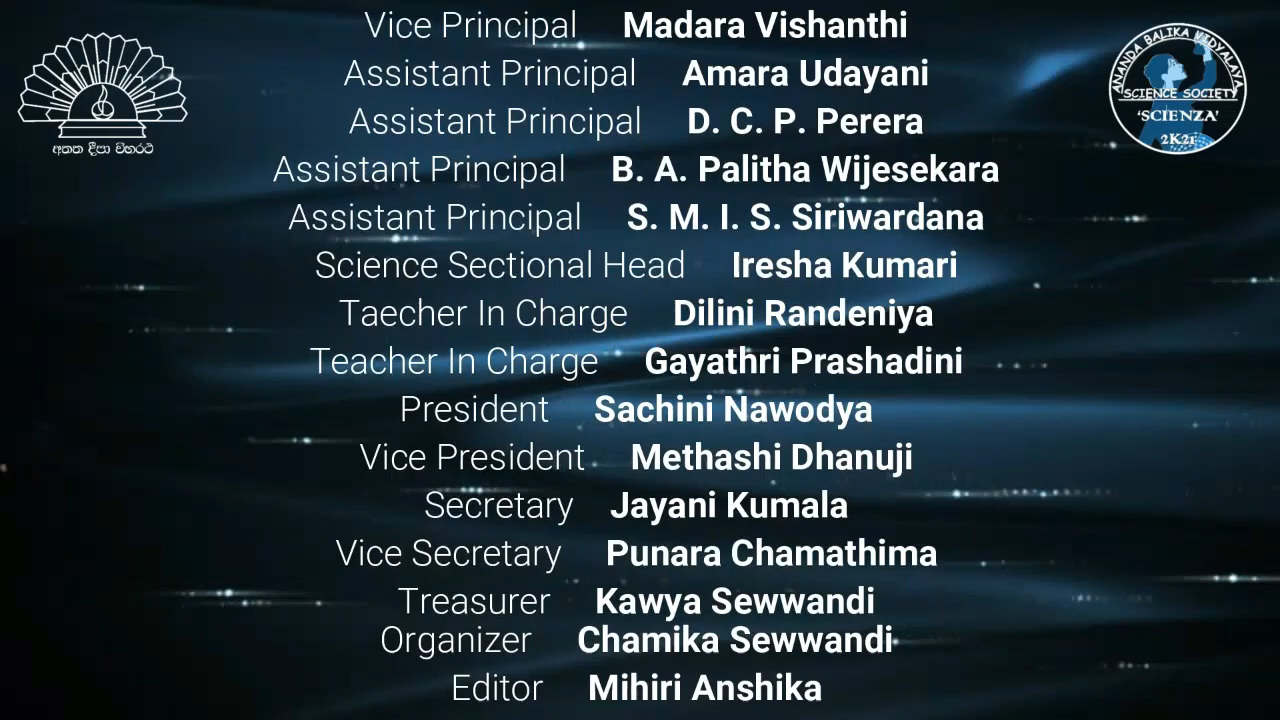 Vice Principal Madara Vishanthi
Assistant Principal Amara Udayani
Assistant Principal D. C. P. Perera
Assistant Principal B. A. Palitha Wijesekara
Assistant Principal S. M. I. S. Siriwardana
Science Sectional Head Iresha Kumari
Taecher In Charge Dilini Randeniya
Teacher In Charge Gayathri Prashadini
President Sachini Nawodya
Vice President Methashi Dhanuji
Secretary Jayani Kumala
Vice Secretary Punara Chamathima
Treasurer Kawya Sewwandi
Organizer Chamika Sewwandi
Editor Mihiri Anshika
අතත දීපා විහරථ
ANANDA BALIKA VIDYALAYA
SCIENCE SOCIETY
'SCIENZA'
2K21